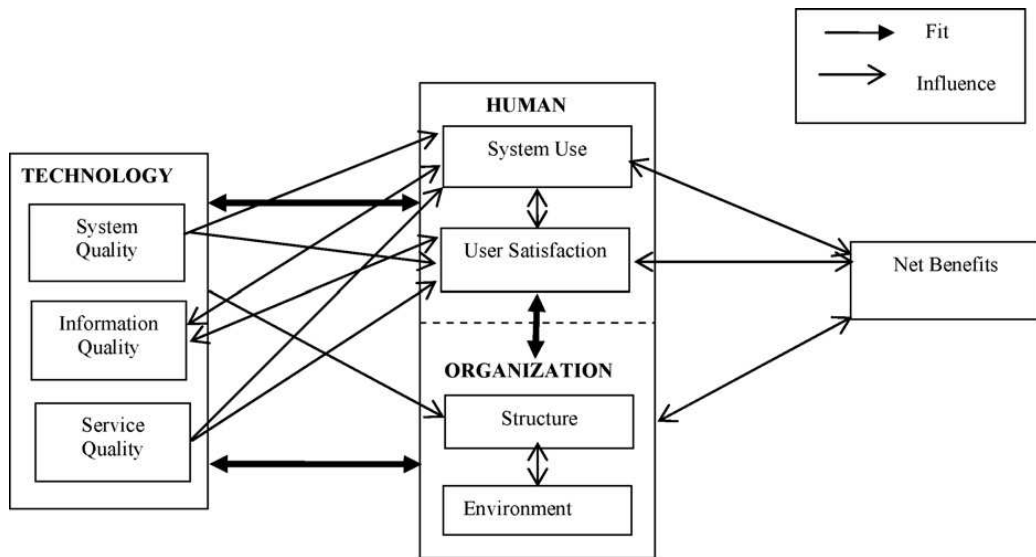 Fit
Influence
HUMAN
System Use
TECHNOLOGY
System
Quality
User Satisfaction
Net Benefits
Information
Quality
ORGANIZATION
Service
Quality
Structure
Environment